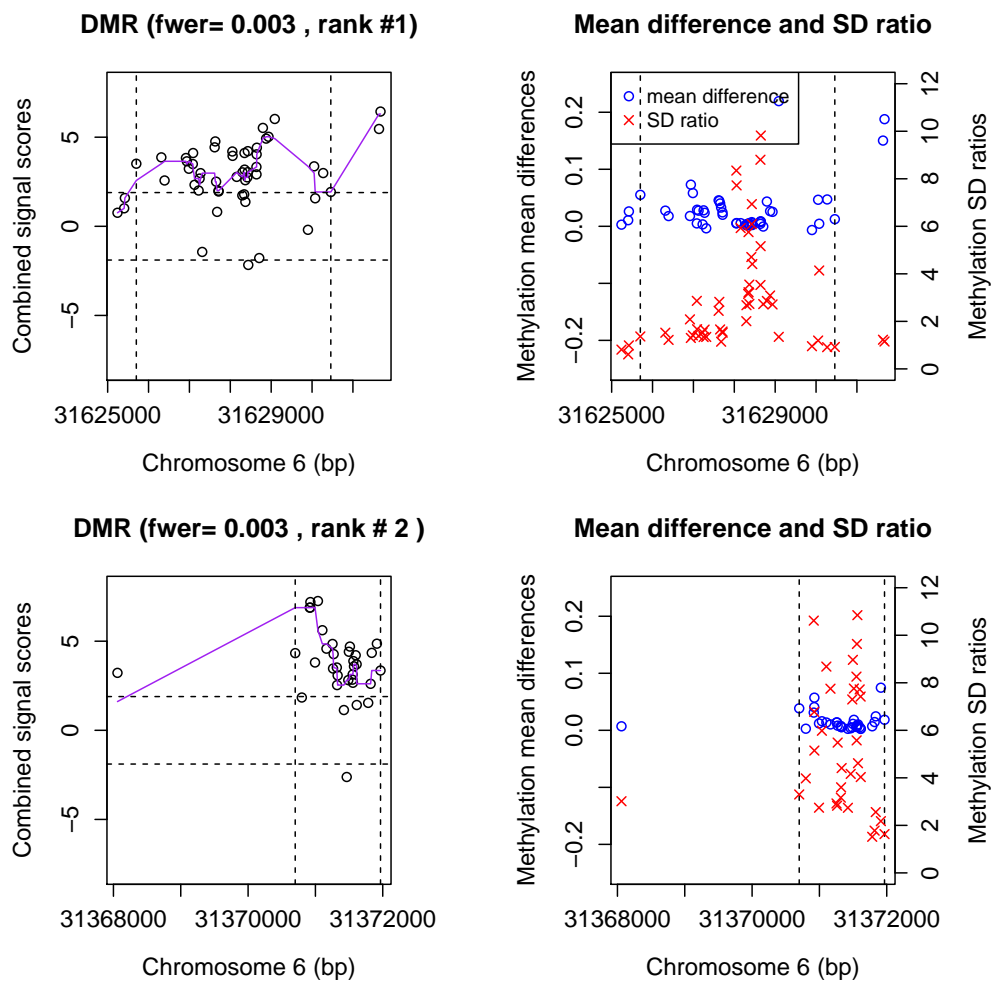 DMR (fwer= 0.003 , rank #1)
Combined signal scores
5
0
−5
31625000
31629000
Chromosome 6 (bp)
Mean difference and SD ratio
mean difference
SD ratio
Methylation mean differences
0.2
0.1
0.0
−0.2
Methylation SD ratios
12
10
8
6
4
2
0
31625000
31629000
Chromosome 6 (bp)
DMR (fwer= 0.003 , rank # 2 )
Combined signal scores
5
0
−5
31368000
31370000
31372000
Chromosome 6 (bp)
Mean difference and SD ratio
Methylation mean differences
0.2
0.1
0.0
−0.2
Methylation SD ratios
12
10
8
6
4
2
0
31368000
31370000
31372000
Chromosome 6 (bp)